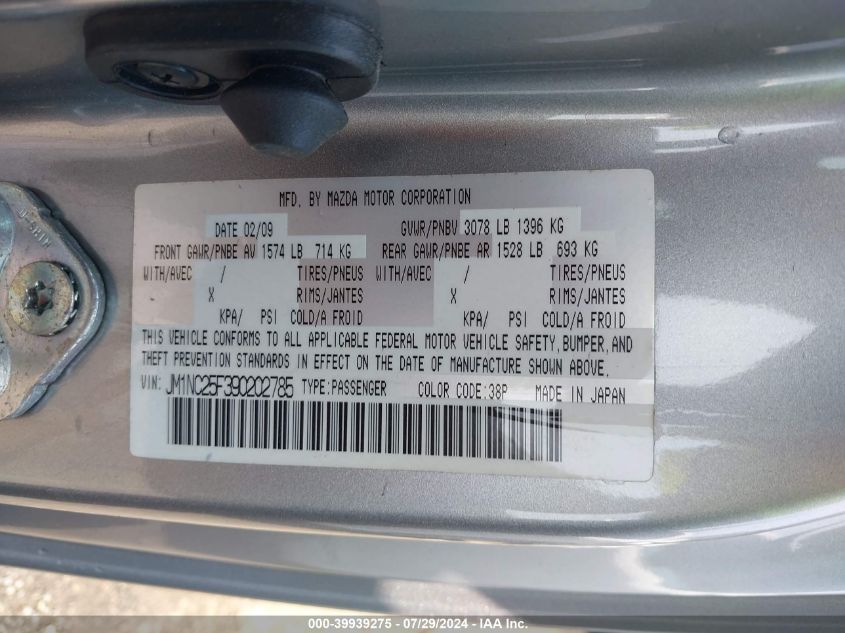 MFD. BY MAZDA MOTOR CORPORATION
DATE 02/09 GVWR/PNBV 3078 LB 1396 KG
FRONT GAWR/PNBE AV 1574 LB 714 KG REAR GAWR/PNBE AR 1528 LB 693 KG
WITH/AVEC / TIRES/PNEUS WITH/AVEC / TIRES/PNEUS
X RIMS/JANTES X RIMS/JANTES
KPA/ PSI COLD/A FROID KPA/ PSI COLD/A FROID
THIS VEHICLE CONFORMS TO ALL APPLICABLE FEDERAL MOTOR VEHICLE SAFETY, BUMPER, AND
THEFT PREVENTION STANDARDS IN EFFECT ON THE DATE OF MANUFACTURE SHOWN ABOVE.
VIN: JM1NC25F390202785 TYPE:PASSENGER COLOR CODE:38P MADE IN JAPAN
000-39939275 - 07/29/2024 - IAA Inc.